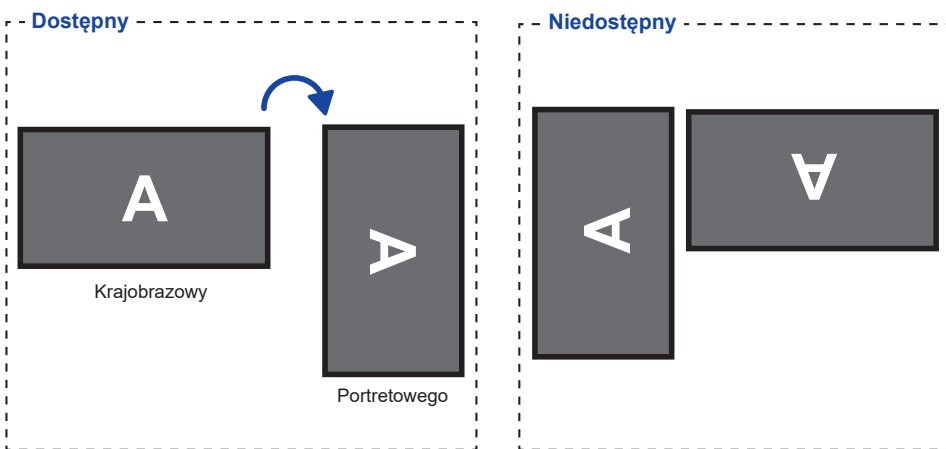 Dostępny
Niedostępny
A
A
A
A
Krajobrazowy
Portretowego